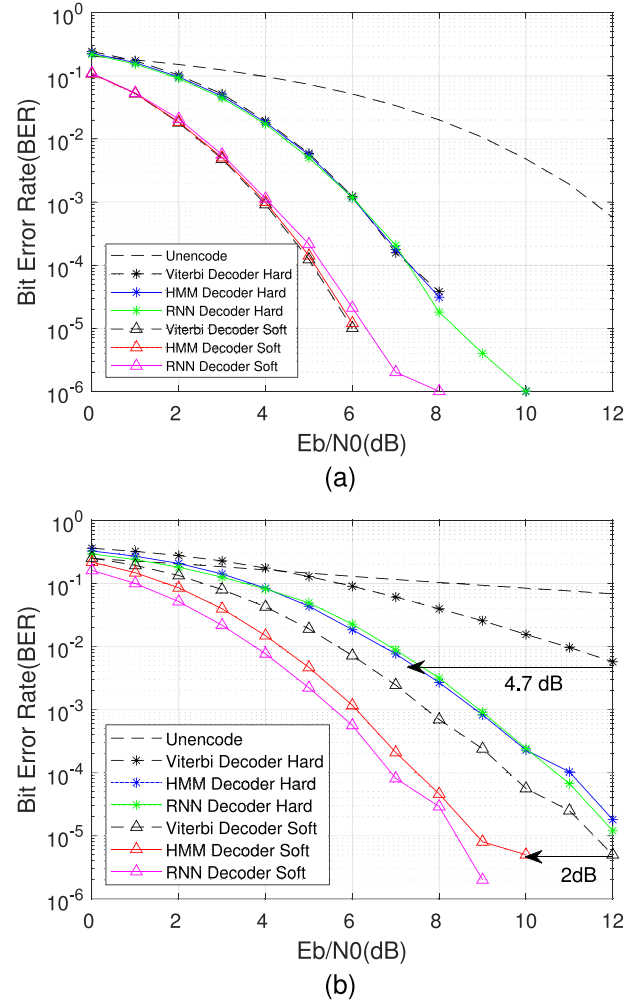 10^0
10^-1
10^-2
10^-3
10^-4
10^-5
10^-6
Bit Error Rate(BER)
Unencode
Viterbi Decoder Hard
HMM Decoder Hard
RNN Decoder Hard
Viterbi Decoder Soft
HMM Decoder Soft
RNN Decoder Soft
0 2 4 6 8 10 12
Eb/N0(dB)
(a)
10^0
10^-1
10^-2
10^-3
10^-4
10^-5
10^-6
Bit Error Rate(BER)
4.7 dB
Unencode
Viterbi Decoder Hard
HMM Decoder Hard
RNN Decoder Hard
Viterbi Decoder Soft
HMM Decoder Soft
RNN Decoder Soft
2dB
0 2 4 6 8 10 12
Eb/N0(dB)
(b)